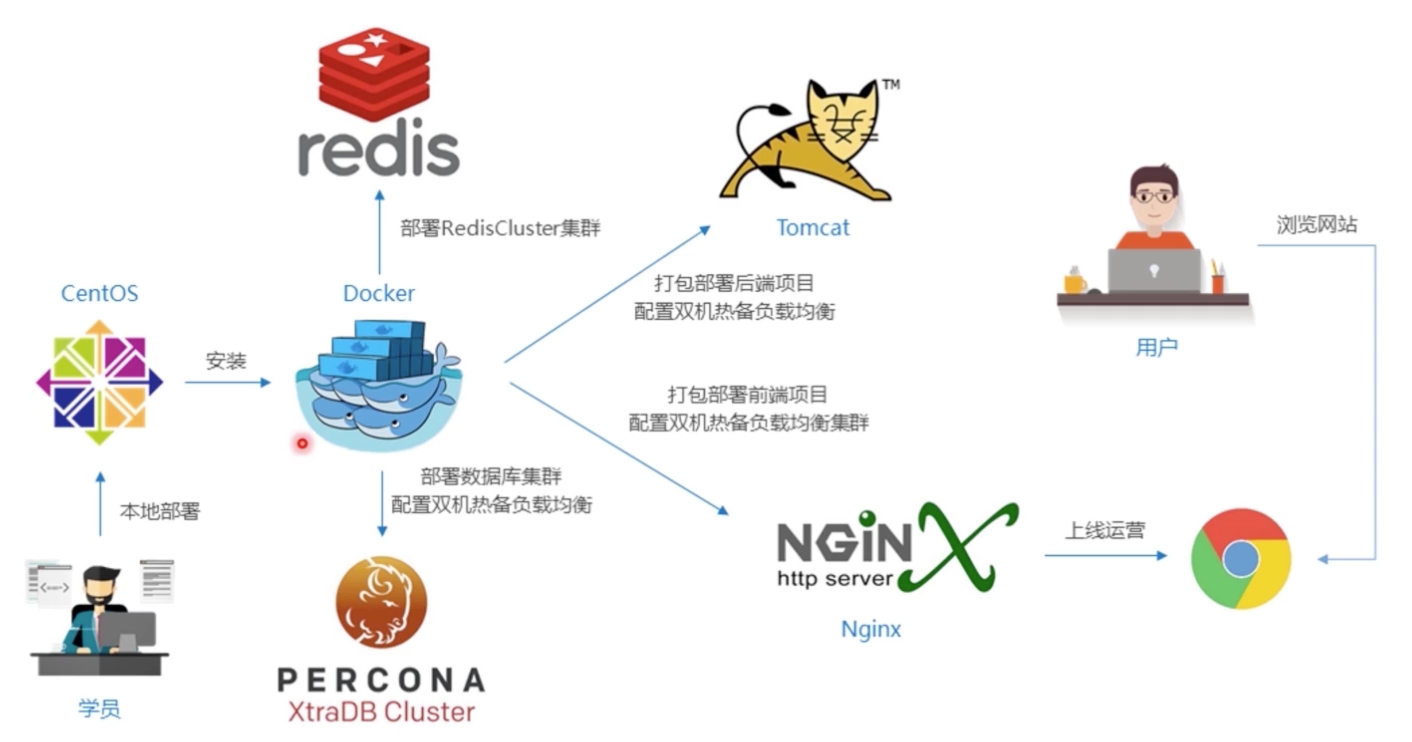 redis
部署RedisCluster集群
TM
Tomcat
浏览网站
CentOS
Docker
打包部署后端项目
配置双机热备负载均衡
用户
安装
打包部署前端项目
配置双机热备负载均衡集群
部署数据库集群
配置双机热备负载均衡
本地部署
NGiNX
http server
上线运营
Nginx
学员
PERCONA
XtraDB Cluster